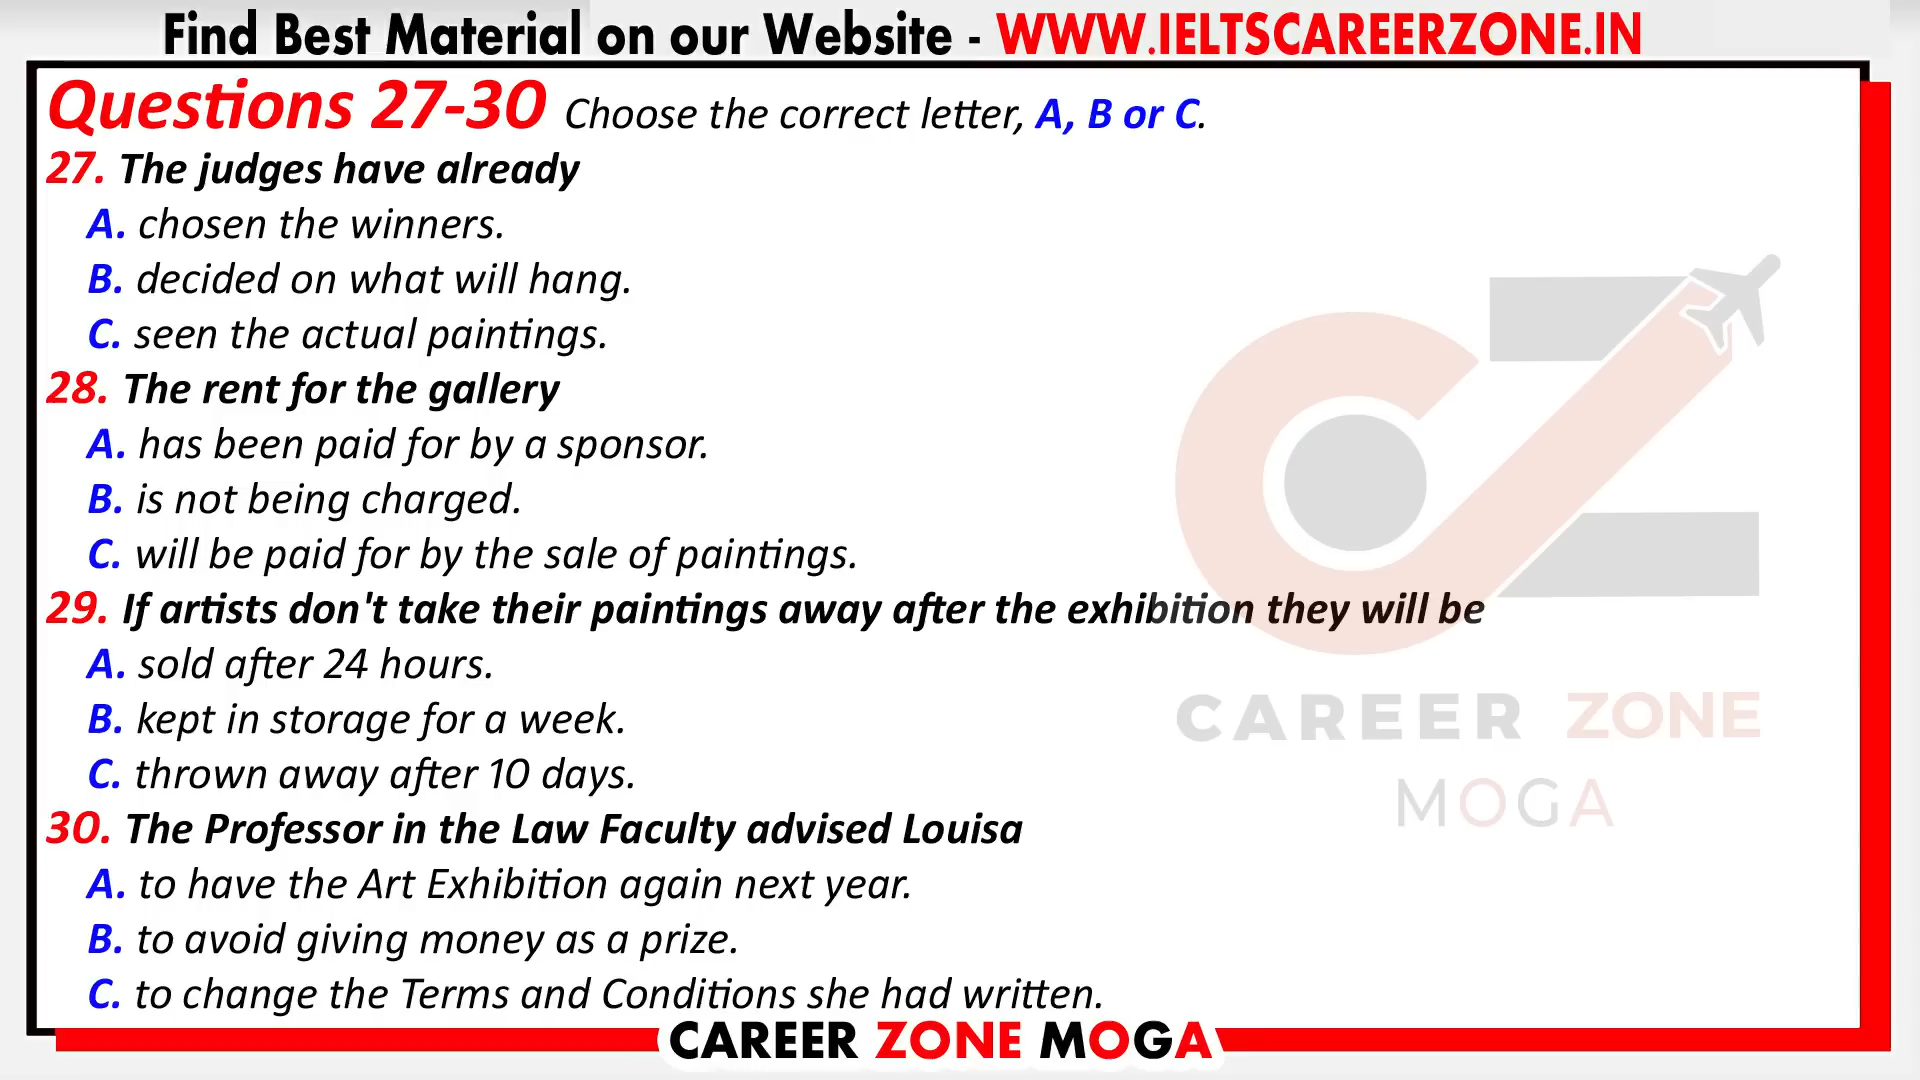 Find Best Material on our Website - WWW.IELTSCAREERZONE.IN
Questions 27-30 Choose the correct letter, A, B or C.
27. The judges have already
A. chosen the winners.
B. decided on what will hang.
C. seen the actual paintings.
28. The rent for the gallery
A. has been paid for by a sponsor.
B. is not being charged.
C. will be paid for by the sale of paintings.
29. If artists don't take their paintings away after the exhibition they will be
A. sold after 24 hours.
B. kept in storage for a week.
C. thrown away after 10 days.
30. The Professor in the Law Faculty advised Louisa
A. to have the Art Exhibition again next year.
B. to avoid giving money as a prize.
C. to change the Terms and Conditions she had written.
CZ
CAREER ZONE
MOGA
CAREER ZONE MOGA